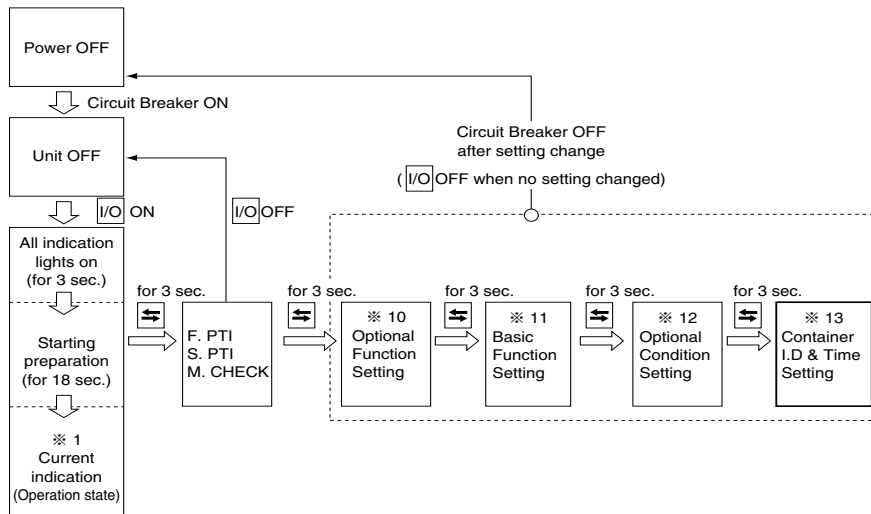 Power OFF
Circuit Breaker ON
Unit OFF
I/O ON
I/O OFF
Circuit Breaker OFF
after setting change
( I/O OFF when no setting changed)
All indication
lights on
(for 3 sec.)
Starting
preparation
(for 18 sec.)
※ 1
Current
indication
(Operation state)
for 3 sec.
F. PTI
S. PTI
M. CHECK
for 3 sec.
※ 10
Optional
Function
Setting
for 3 sec.
※ 11
Basic
Function
Setting
for 3 sec.
※ 12
Optional
Condition
Setting
for 3 sec.
※ 13
Container
I.D & Time
Setting